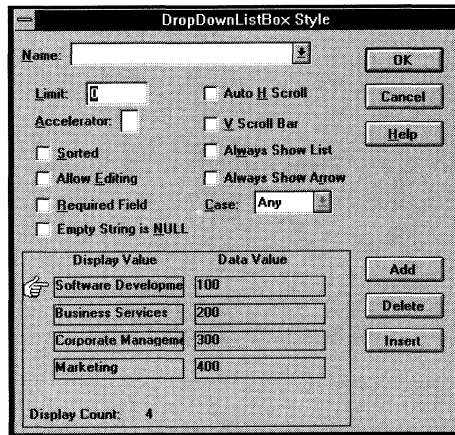 DropDownListBox Style
Name:
OK
Limit: 0
Auto H Scroll
Cancel
Accelerator:
V Scroll Bar
Help
Sorted
Always Show List
Allow Editing
Always Show Arrow
Required Field
Case: Any
Empty String is NULL
Display Value Data Value
Add
Software Developme 100
Business Services 200
Delete
Corporate Manageme 300
Insert
Marketing 400
Display Count: 4